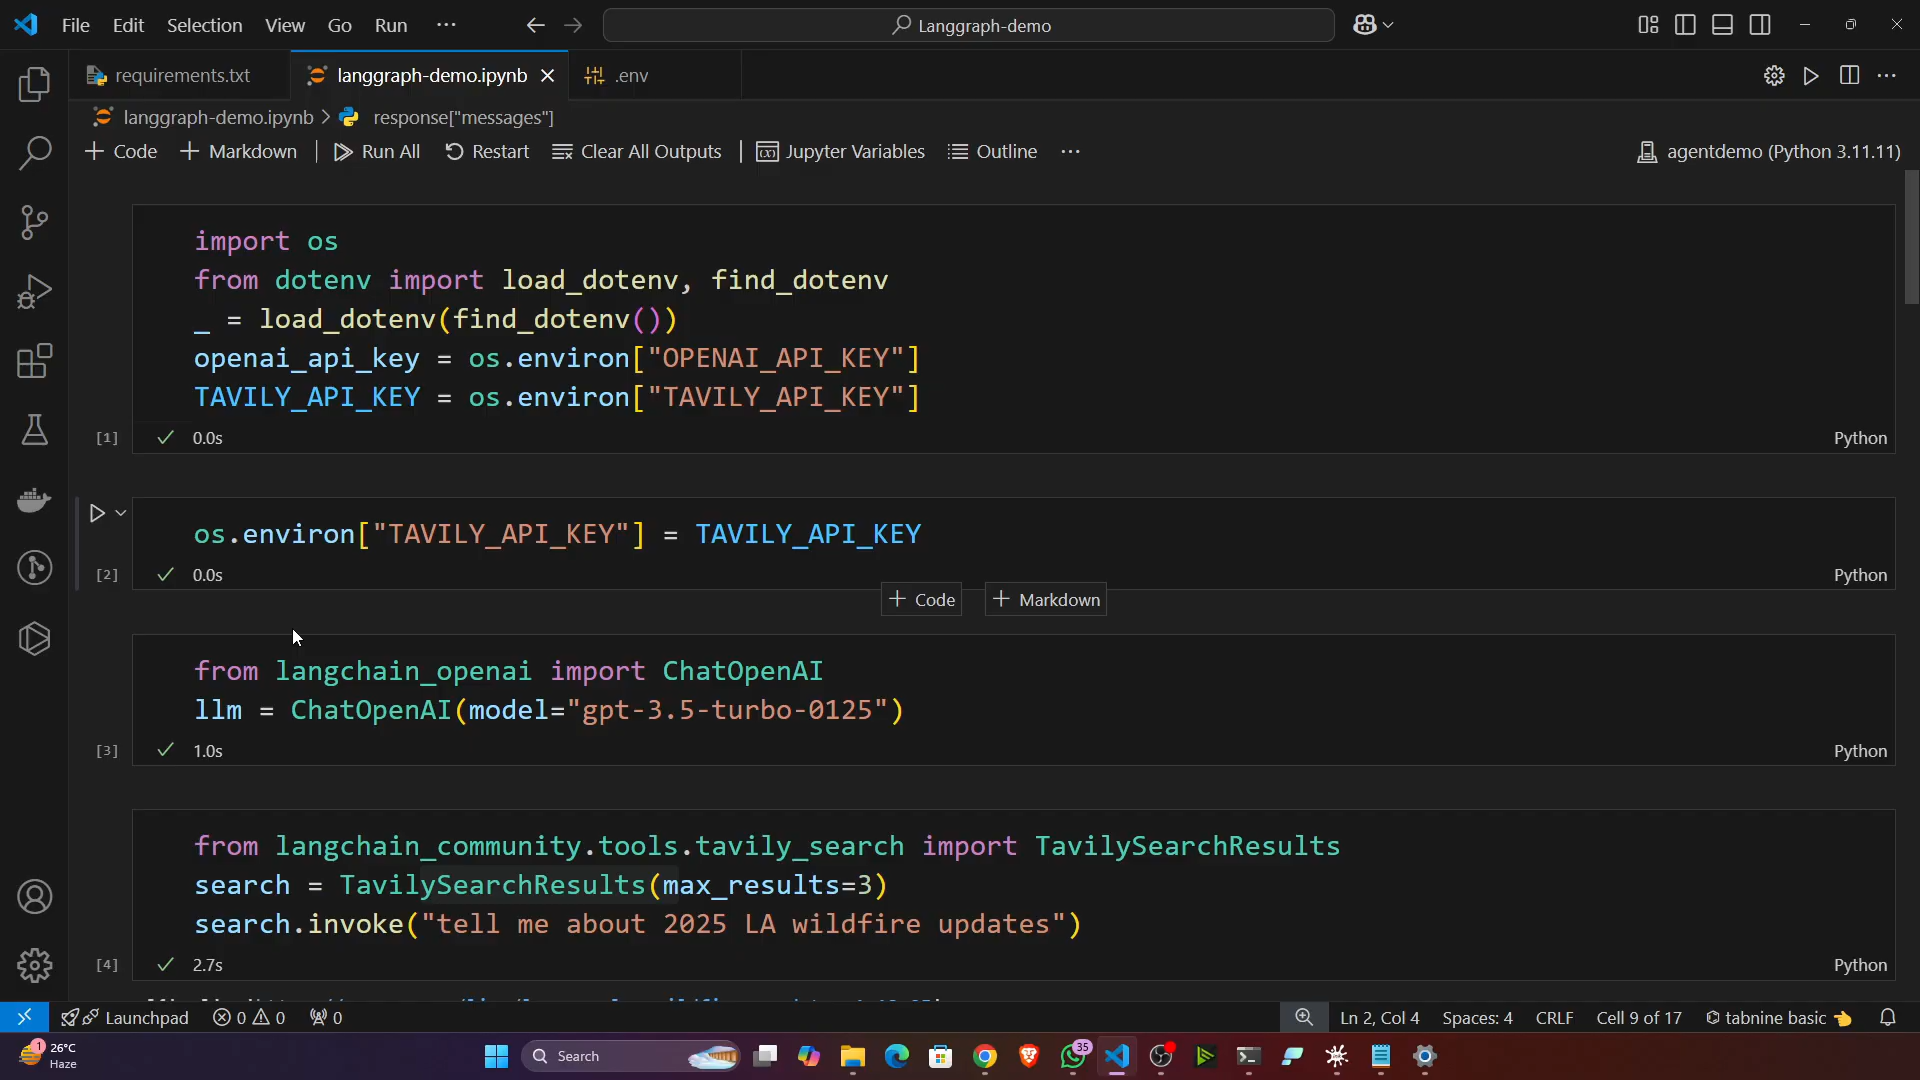 File Edit Selection View Go Run ··· Langgraph-demo
requirements.txt langgraph-demo.ipynb .env
langgraph-demo.ipynb > response["messages"]
+ Code + Markdown Run All Restart Clear All Outputs Jupyter Variables Outline ··· agentdemo (Python 3.11.11)
import os
from dotenv import load_dotenv, find_dotenv
_ = load_dotenv(find_dotenv())
openai_api_key = os.environ["OPENAI_API_KEY"]
TAVILY_API_KEY = os.environ["TAVILY_API_KEY"]
[1] 0.0s Python
os.environ["TAVILY_API_KEY"] = TAVILY_API_KEY
[2] 0.0s Python
+ Code + Markdown
from langchain_openai import ChatOpenAI
llm = ChatOpenAI(model="gpt-3.5-turbo-0125")
[3] 1.0s Python
from langchain_community.tools.tavily_search import TavilySearchResults
search = TavilySearchResults(max_results=3)
search.invoke("tell me about 2025 LA wildfire updates")
[4] 2.7s Python
Launchpad 0 0 0 Ln 2, Col 4 Spaces: 4 CRLF Cell 9 of 17 tabnine basic
1 26°C
Haze
Search
35